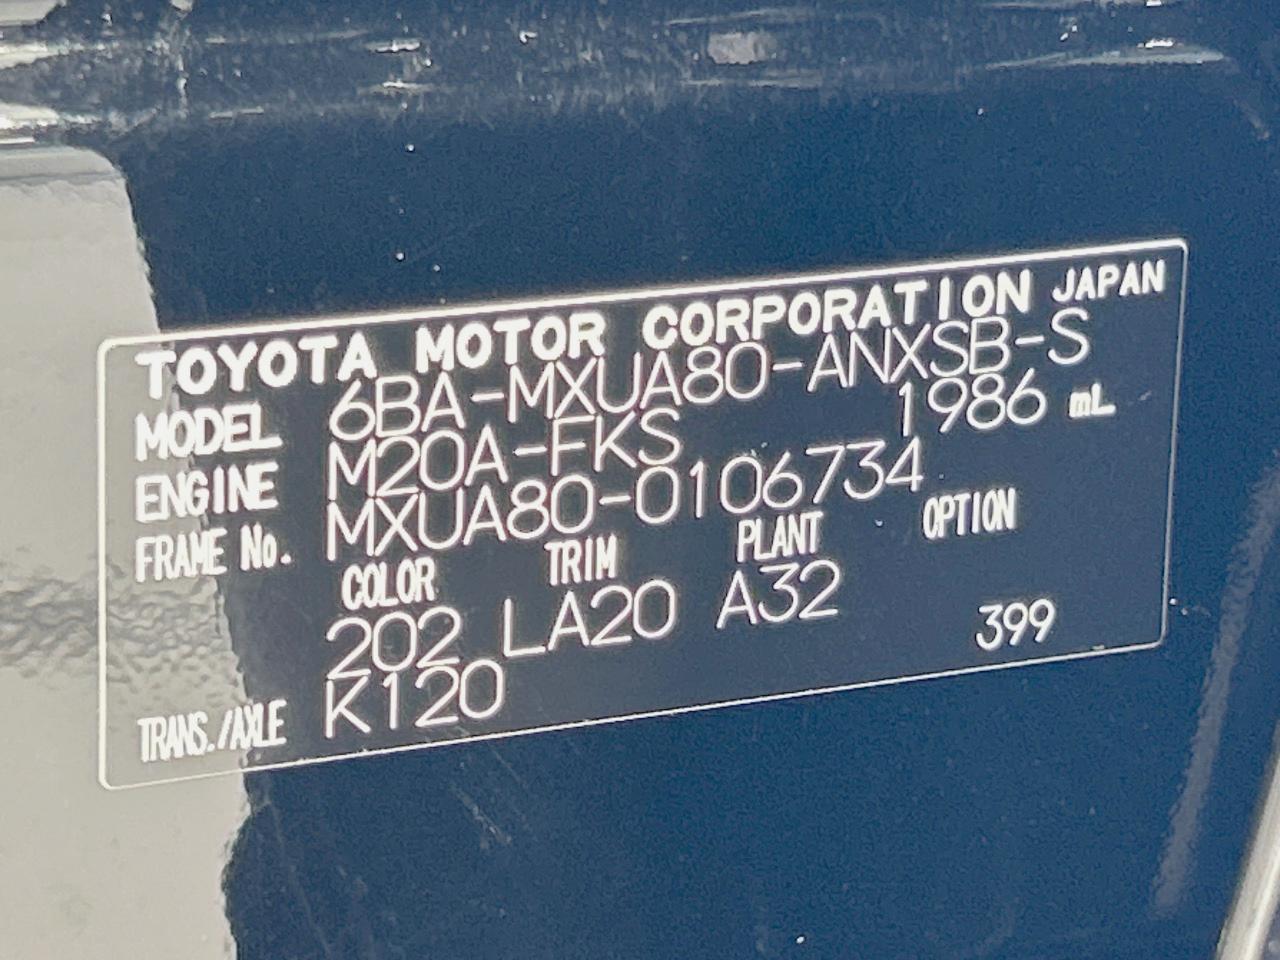 TOYOTA MOTOR CORPORATION JAPAN
MODEL 6BA-MXUA80-ANXSB-S
ENGINE M20A-FKS 1986 mL
FRAME No. MXUA80-0106734
COLOR TRIM PLANT OPTION
202 LA20 A32
TRANS./AXLE K120 399